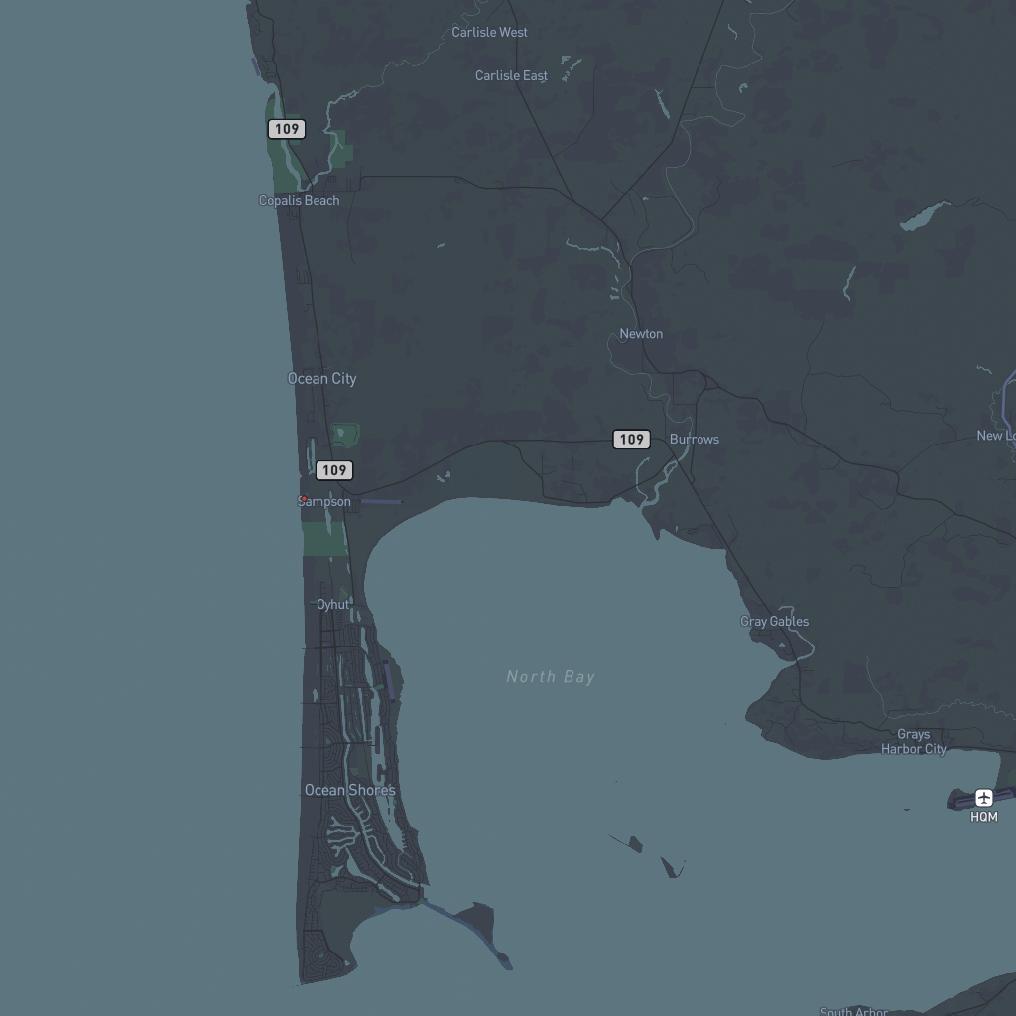 Carlisle West
Carlisle East
109
Copalis Beach
Newton
Ocean City
109
Burrows
New Lo
109
Sampson
Oyhut
Gray Gables
North Bay
Grays
Harbor City
Ocean Shores
HQM
South Arbor